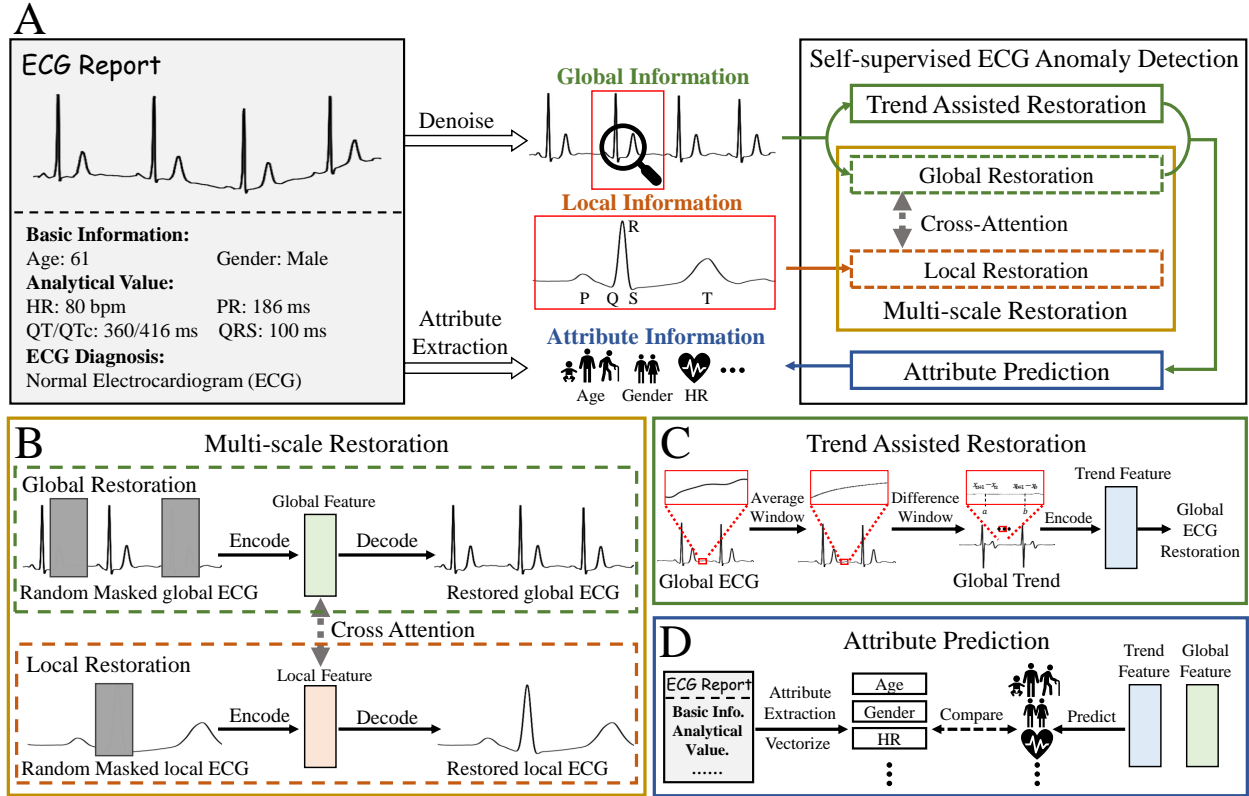 A
ECG Report
Basic Information:
Age: 61 Gender: Male
Analytical Value:
HR: 80 bpm PR: 186 ms
QT/QTc: 360/416 ms QRS: 100 ms
ECG Diagnosis:
Normal Electrocardiogram (ECG)
Denoise
Attribute
Extraction
Global Information
Local Information
R
P Q S T
Attribute Information
Age Gender HR
Self-supervised ECG Anomaly Detection
Trend Assisted Restoration
Global Restoration
Cross-Attention
Local Restoration
Multi-scale Restoration
Attribute Prediction
B
Multi-scale Restoration
Global Restoration
Global Feature
Encode Decode
Random Masked global ECG
Restored global ECG
Cross Attention
Local Restoration
Local Feature
Encode Decode
Random Masked local ECG
Restored local ECG
C
Trend Assisted Restoration
Global ECG
Average
Window
Difference
Window
a b
Global Trend
Encode
Trend Feature
Global
ECG
Restoration
D
Attribute Prediction
ECG Report
Basic Info.
Analytical
Value.
......
Attribute
Extraction
Vectorize
Age
Gender
HR
Compare
Predict
Trend
Feature
Global
Feature